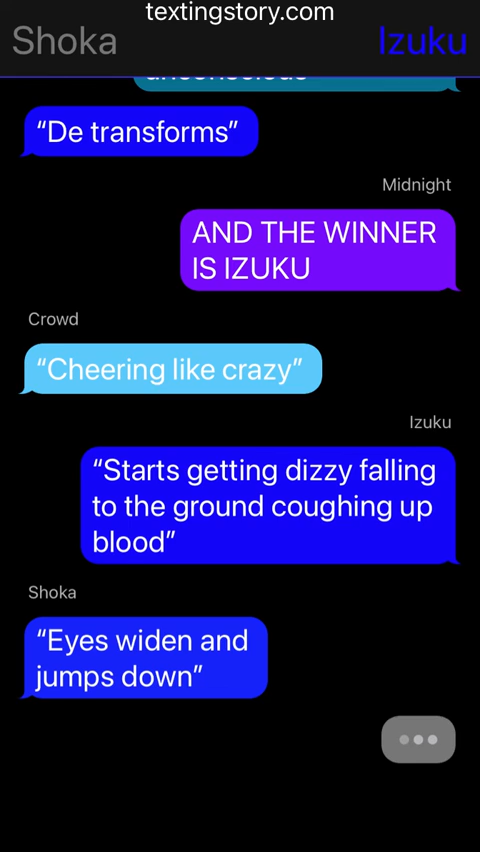 textingstory.com
Shoka
Izuku
“De transforms”
Midnight
AND THE WINNER
IS IZUKU
Crowd
“Cheering like crazy”
Izuku
“Starts getting dizzy falling
to the ground coughing up
blood”
Shoka
“Eyes widen and
jumps down”